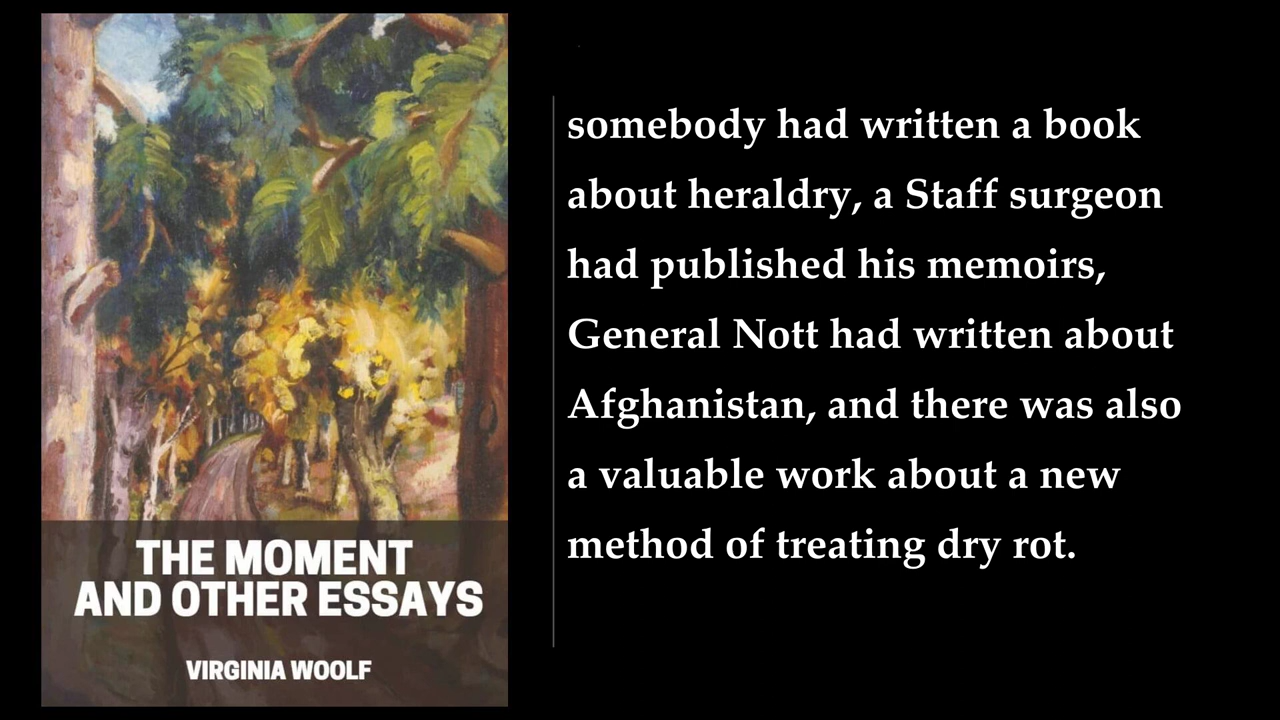 THE MOMENT
AND OTHER ESSAYS
VIRGINIA WOOLF
somebody had written a book
about heraldry, a Staff surgeon
had published his memoirs,
General Nott had written about
Afghanistan, and there was also
a valuable work about a new
method of treating dry rot.